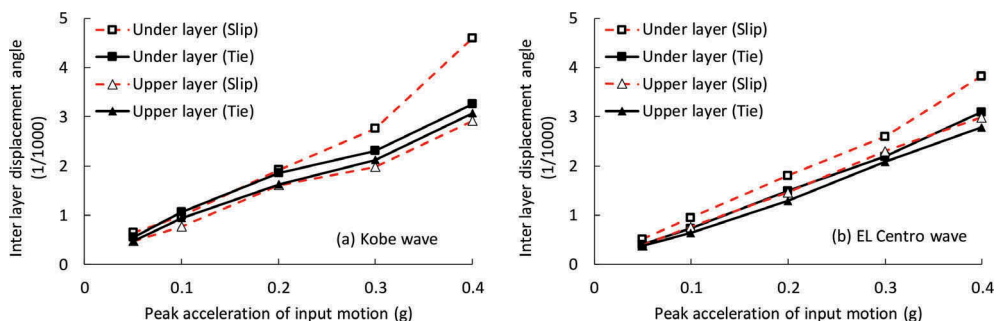 Inter layer displacement angle
(1/1000)
5
4
3
2
1
0
Under layer (Slip)
Under layer (Tie)
Upper layer (Slip)
Upper layer (Tie)
(a) Kobe wave
0
0.1
0.2
0.3
0.4
Peak acceleration of input motion (g)
Inter layer displacement angle
(1/1000)
5
4
3
2
1
0
Under layer (Slip)
Under layer (Tie)
Upper layer (Slip)
Upper layer (Tie)
(b) EL Centro wave
0
0.1
0.2
0.3
0.4
Peak acceleration of input motion (g)